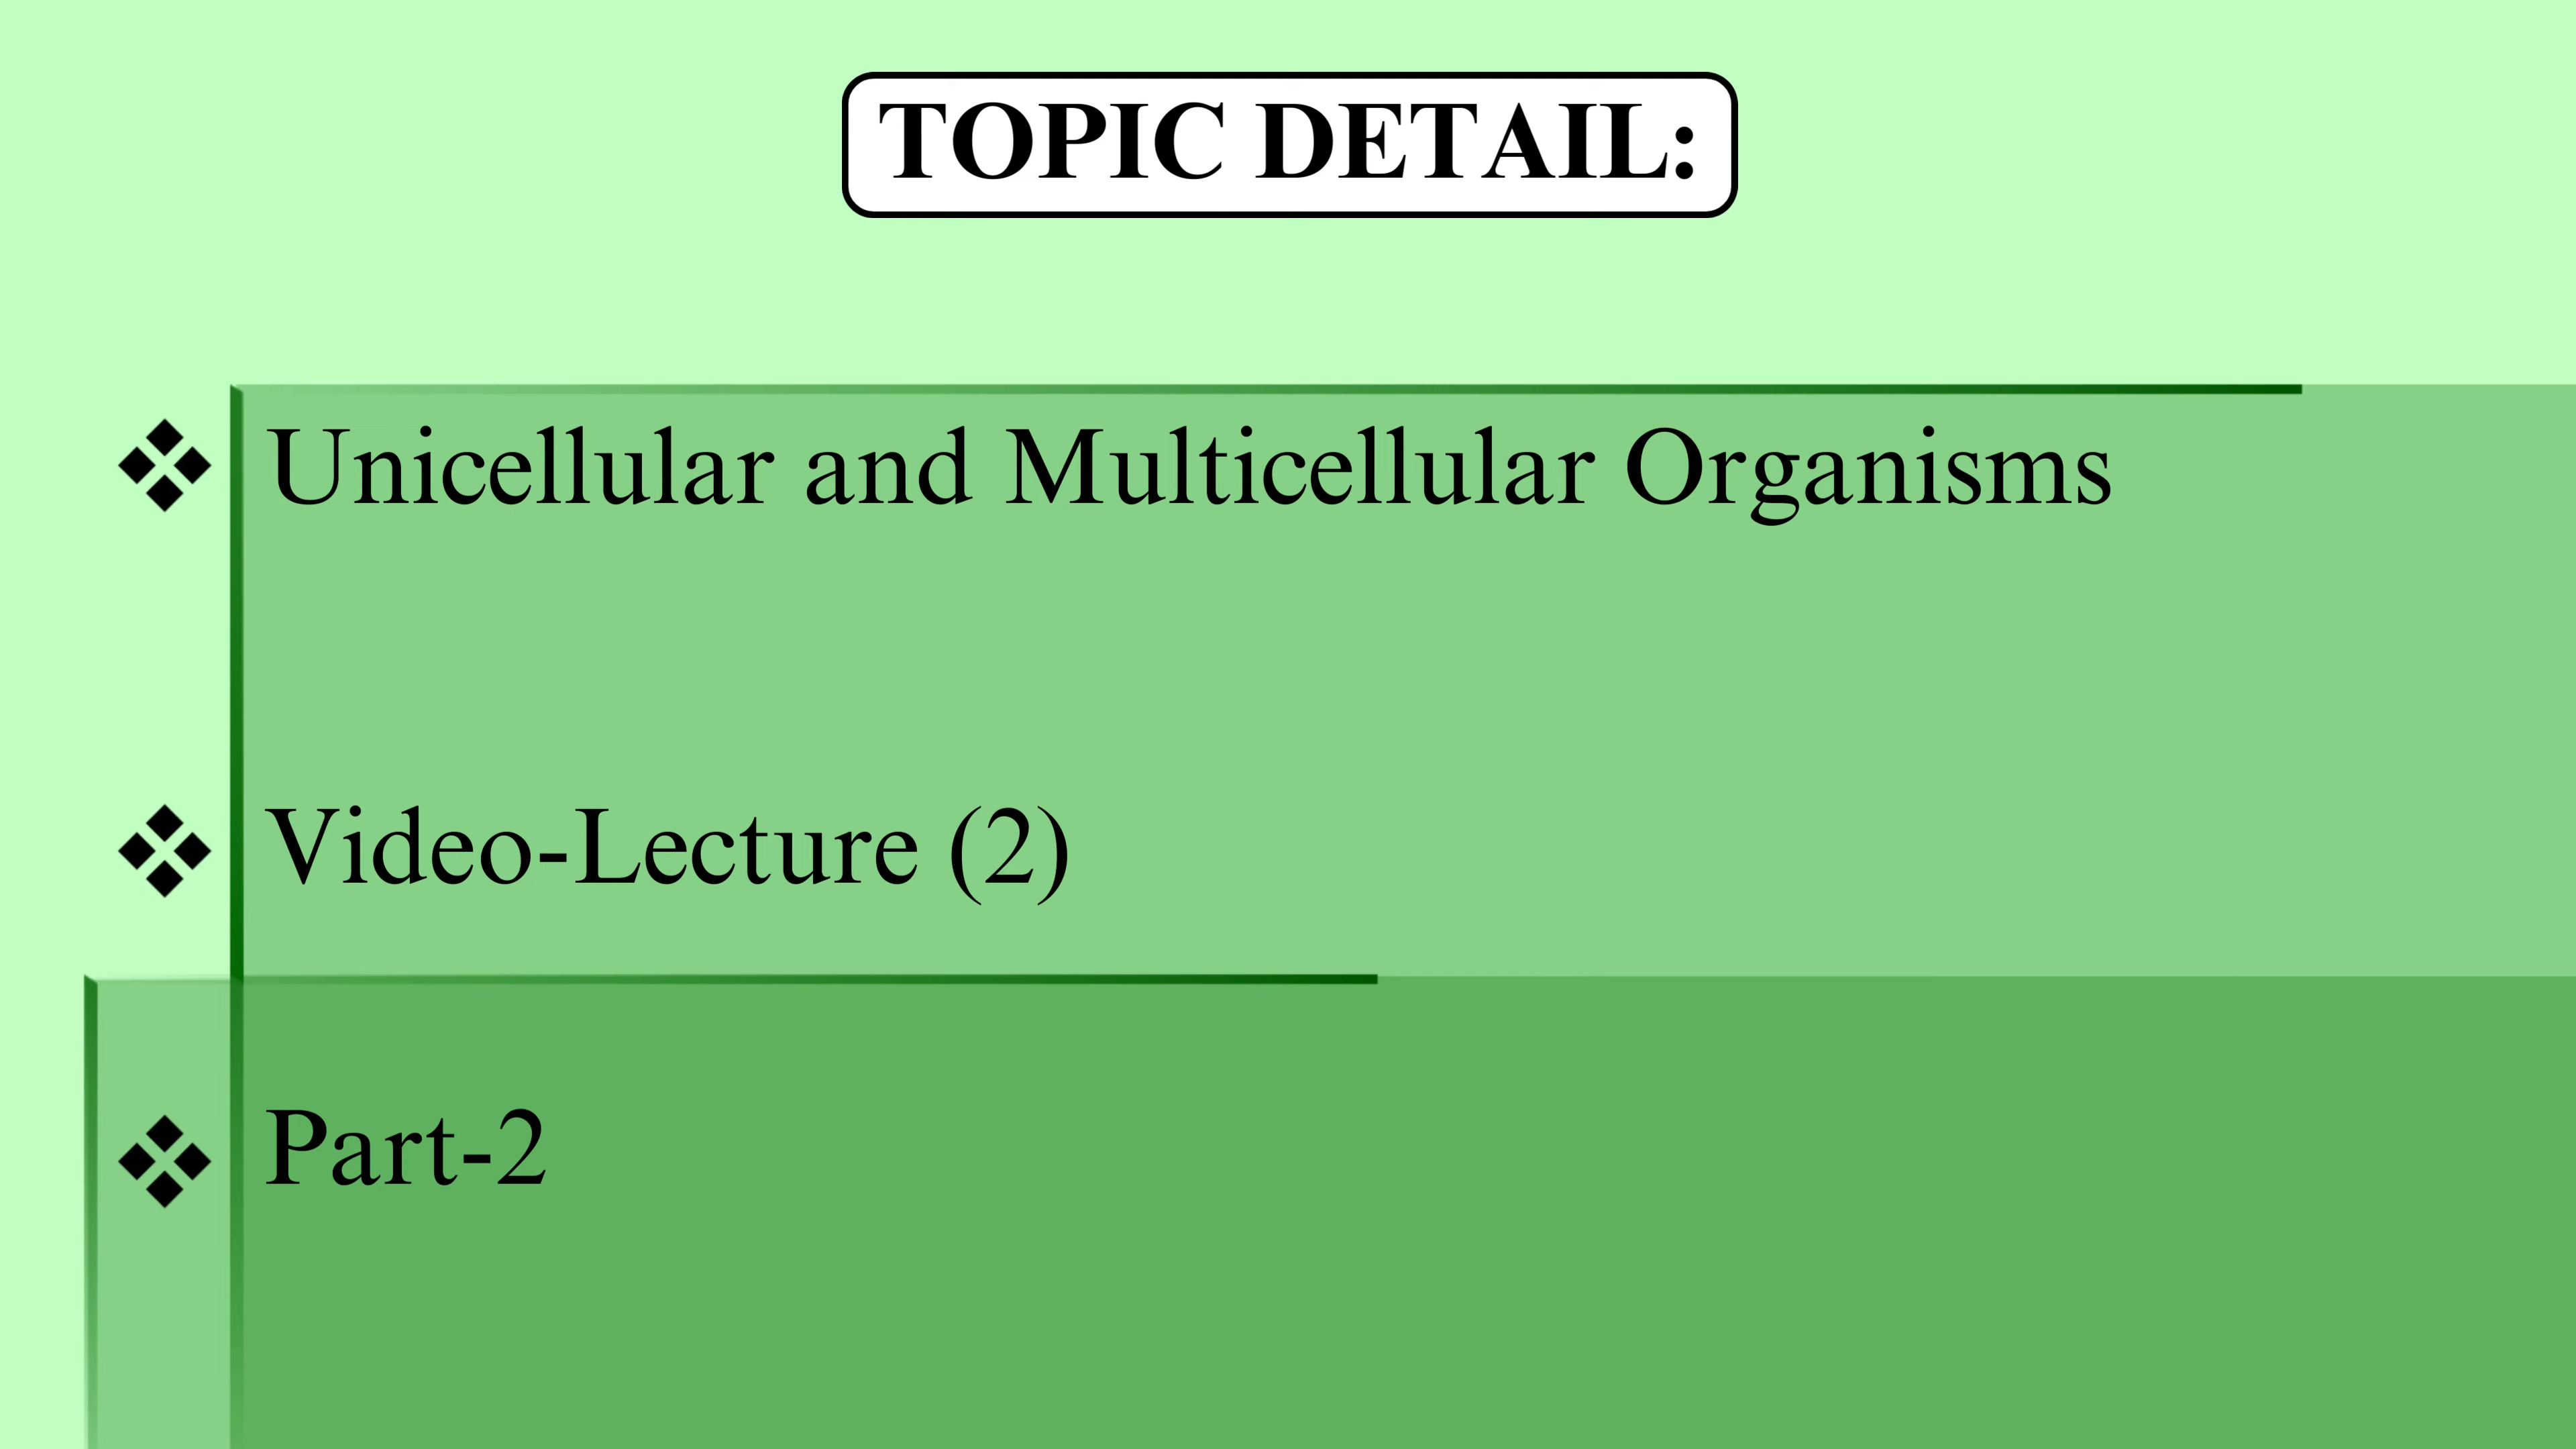 TOPIC DETAIL:
❖ Unicellular and Multicellular Organisms
❖ Video-Lecture (2)
❖ Part-2